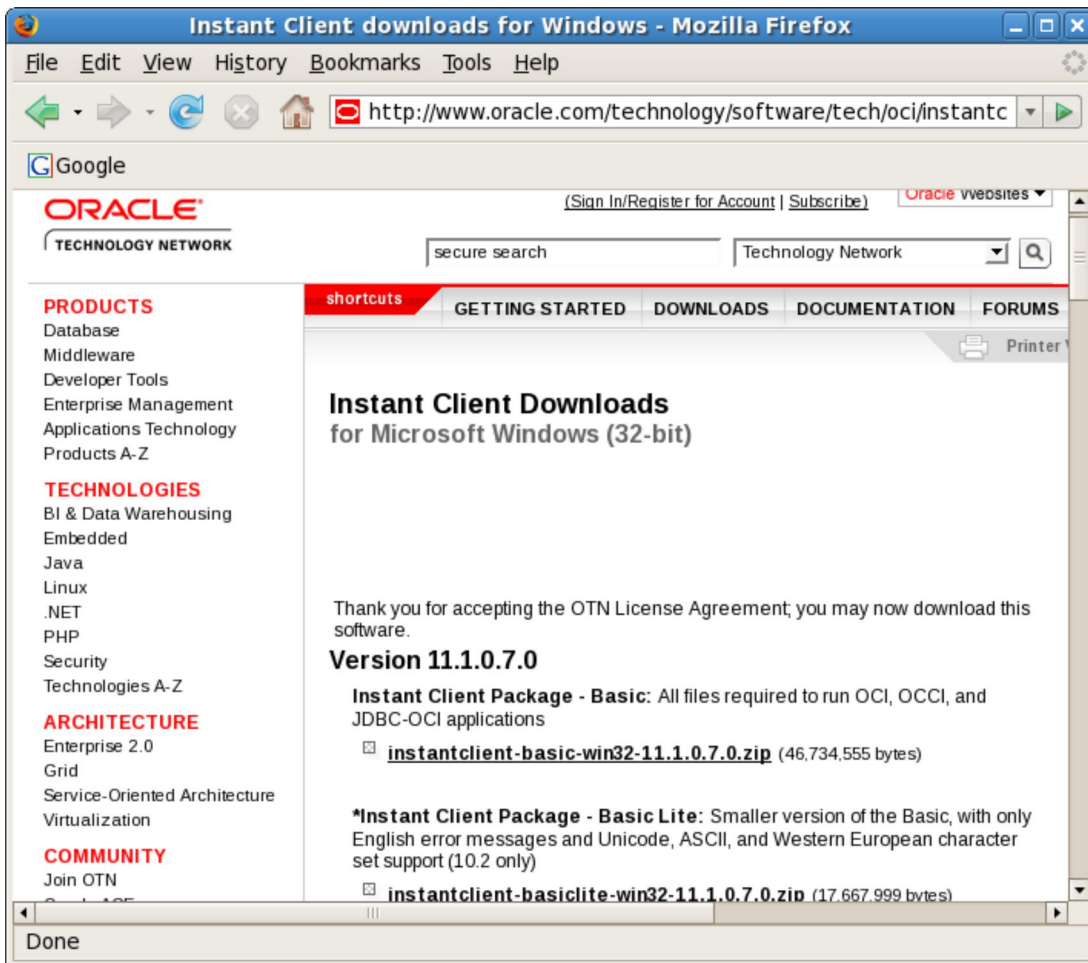 Instant Client downloads for Windows - Mozilla Firefox
File Edit View History Bookmarks Tools Help
http://www.oracle.com/technology/software/tech/oci/instantc
G Google
ORACLE
TECHNOLOGY NETWORK
(Sign In/Register for Account | Subscribe)
Oracle Websites
secure search
Technology Network
shortcuts
GETTING STARTED DOWNLOADS DOCUMENTATION FORUMS
Printer
PRODUCTS
Database
Middleware
Developer Tools
Enterprise Management
Applications Technology
Products A-Z
TECHNOLOGIES
BI & Data Warehousing
Embedded
Java
Linux
.NET
PHP
Security
Technologies A-Z
ARCHITECTURE
Enterprise 2.0
Grid
Service-Oriented Architecture
Virtualization
COMMUNITY
Join OTN
Instant Client Downloads
for Microsoft Windows (32-bit)
Thank you for accepting the OTN License Agreement; you may now download this
software.
Version 11.1.0.7.0
Instant Client Package - Basic: All files required to run OCI, OCCI, and
JDBC-OCI applications
instantclient-basic-win32-11.1.0.7.0.zip (46,734,555 bytes)
*Instant Client Package - Basic Lite: Smaller version of the Basic, with only
English error messages and Unicode, ASCII, and Western European character
set support (10.2 only)
instantclient-basiclite-win32-11.1.0.7.0.zip (17,667,999 bytes)
Done